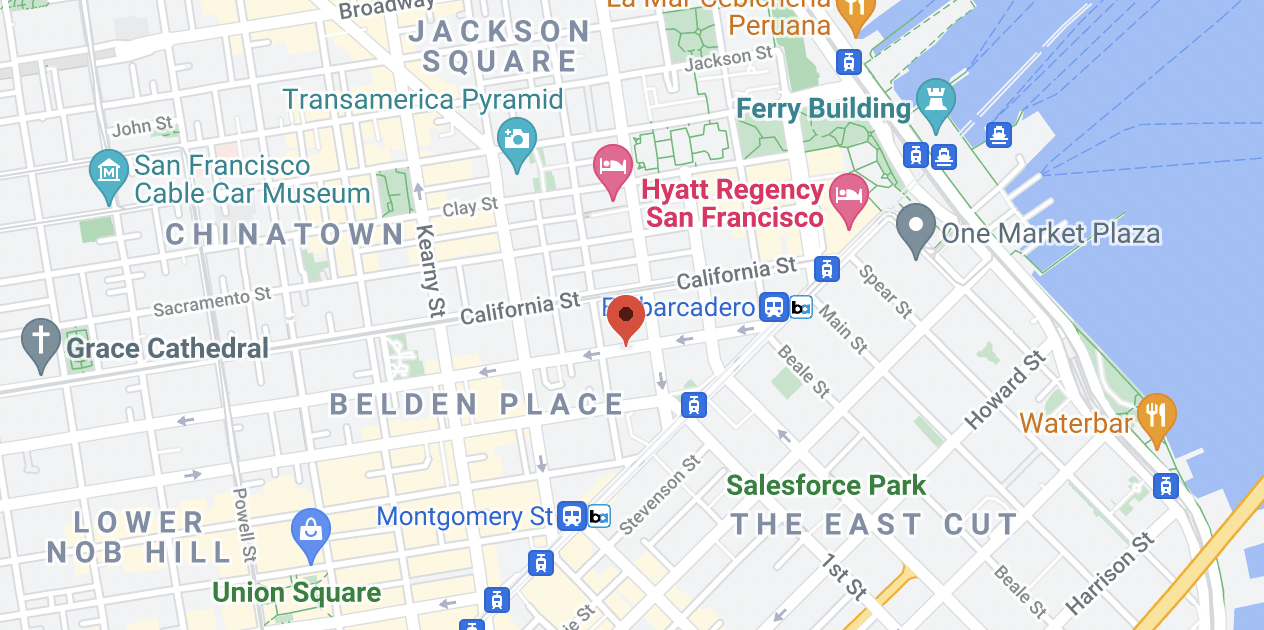 Broadway
La Mar Cebicheria
Peruana
JACKSON
SQUARE
Jackson St
Transamerica Pyramid
Ferry Building
John St
San Francisco
Cable Car Museum
Hyatt Regency
San Francisco
Clay St
CHINATOWN
Kearny St
One Market Plaza
California St
Spear St
Sacramento St
California St
Embarcadero
ba
Main St
Grace Cathedral
Beale St
Howard St
BELDEN PLACE
Waterbar
Stevenson St
Salesforce Park
Powell St
Montgomery St
ba
LOWER
NOB HILL
THE EAST CUT
1st St
Harrison St
Beale St
Union Square
M